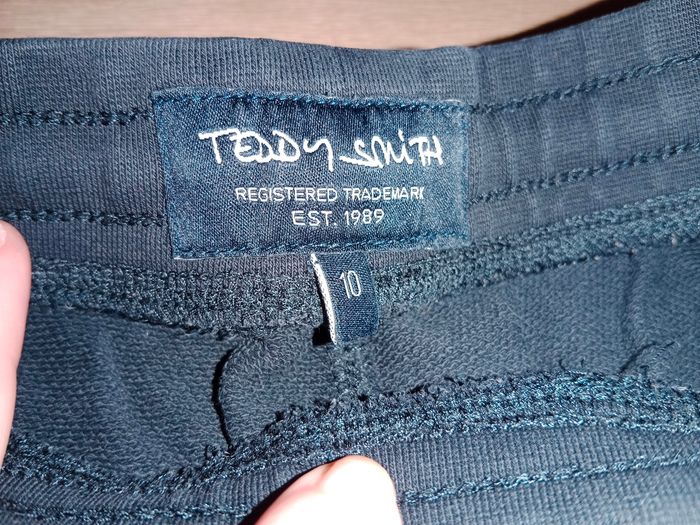 TEDDY SMITH
REGISTERED TRADEMARK
EST. 1989
10